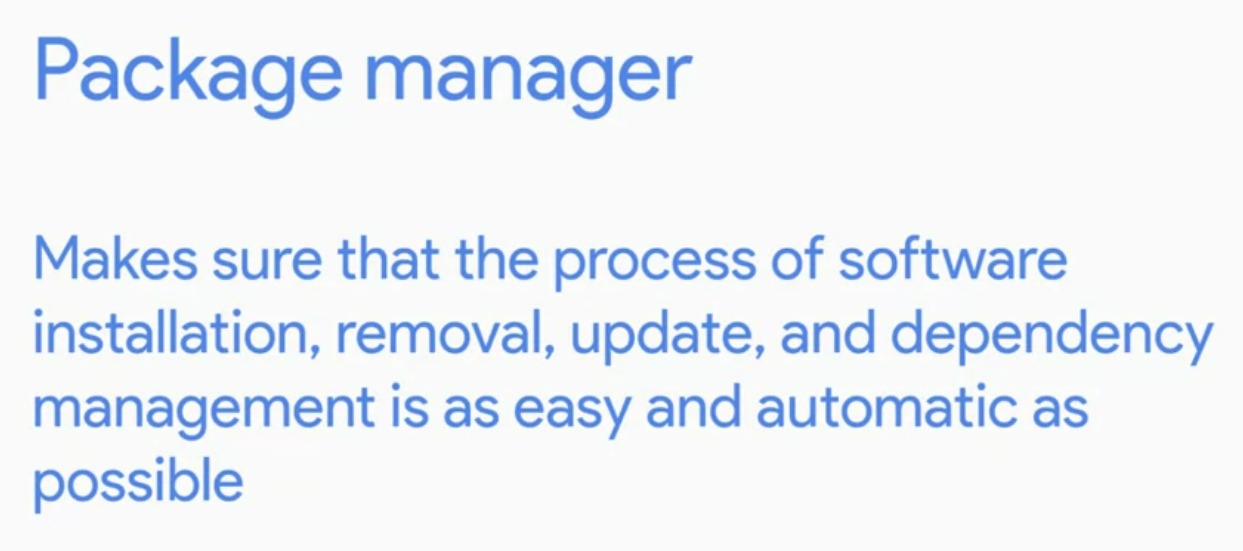 Package manager
Makes sure that the process of software
installation, removal, update, and dependency
management is as easy and automatic as
possible